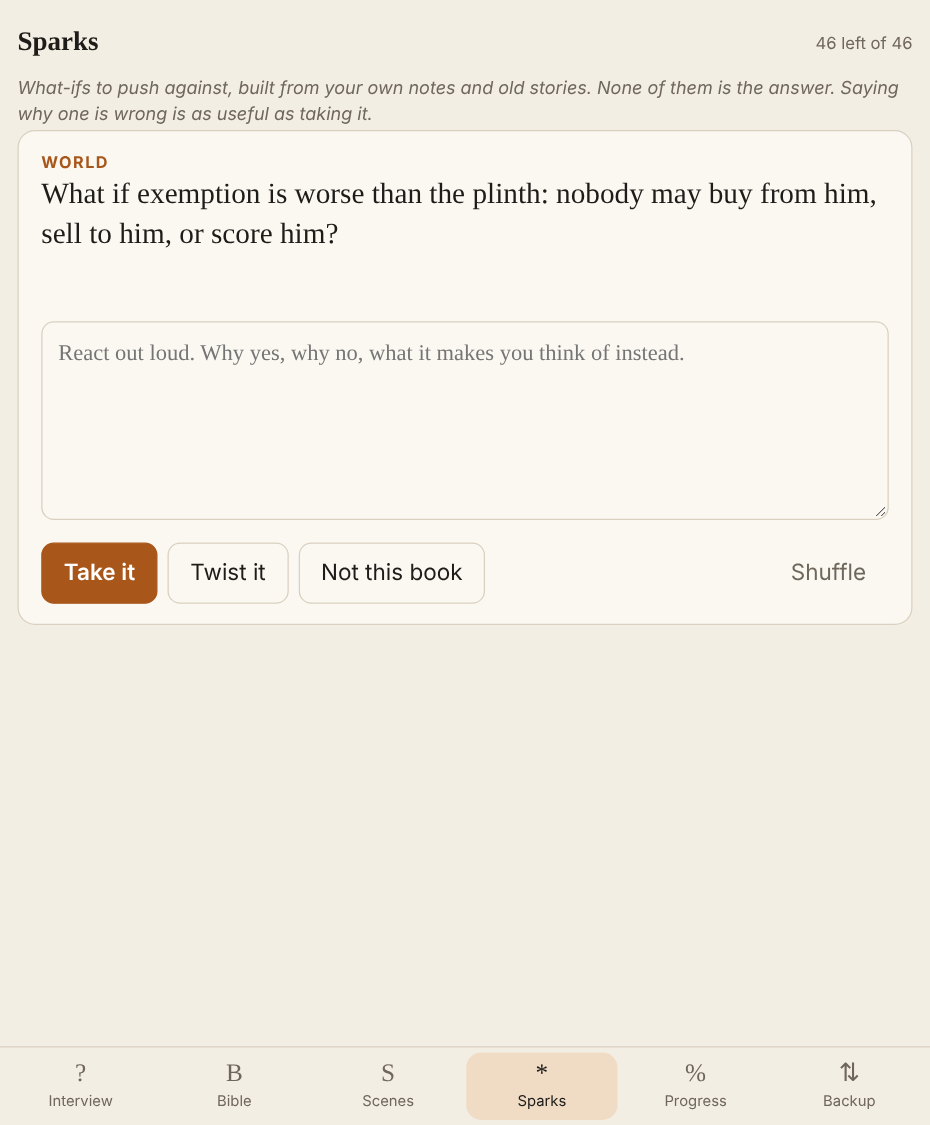 Sparks
46 left of 46
What-ifs to push against, built from your own notes and old stories. None of them is the answer. Saying
why one is wrong is as useful as taking it.
WORLD
What if exemption is worse than the plinth: nobody may buy from him,
sell to him, or score him?
React out loud. Why yes, why no, what it makes you think of instead.
Take it
Twist it
Not this book
Shuffle
?
Interview
B
Bible
S
Scenes
*
Sparks
%
Progress
⇅
Backup